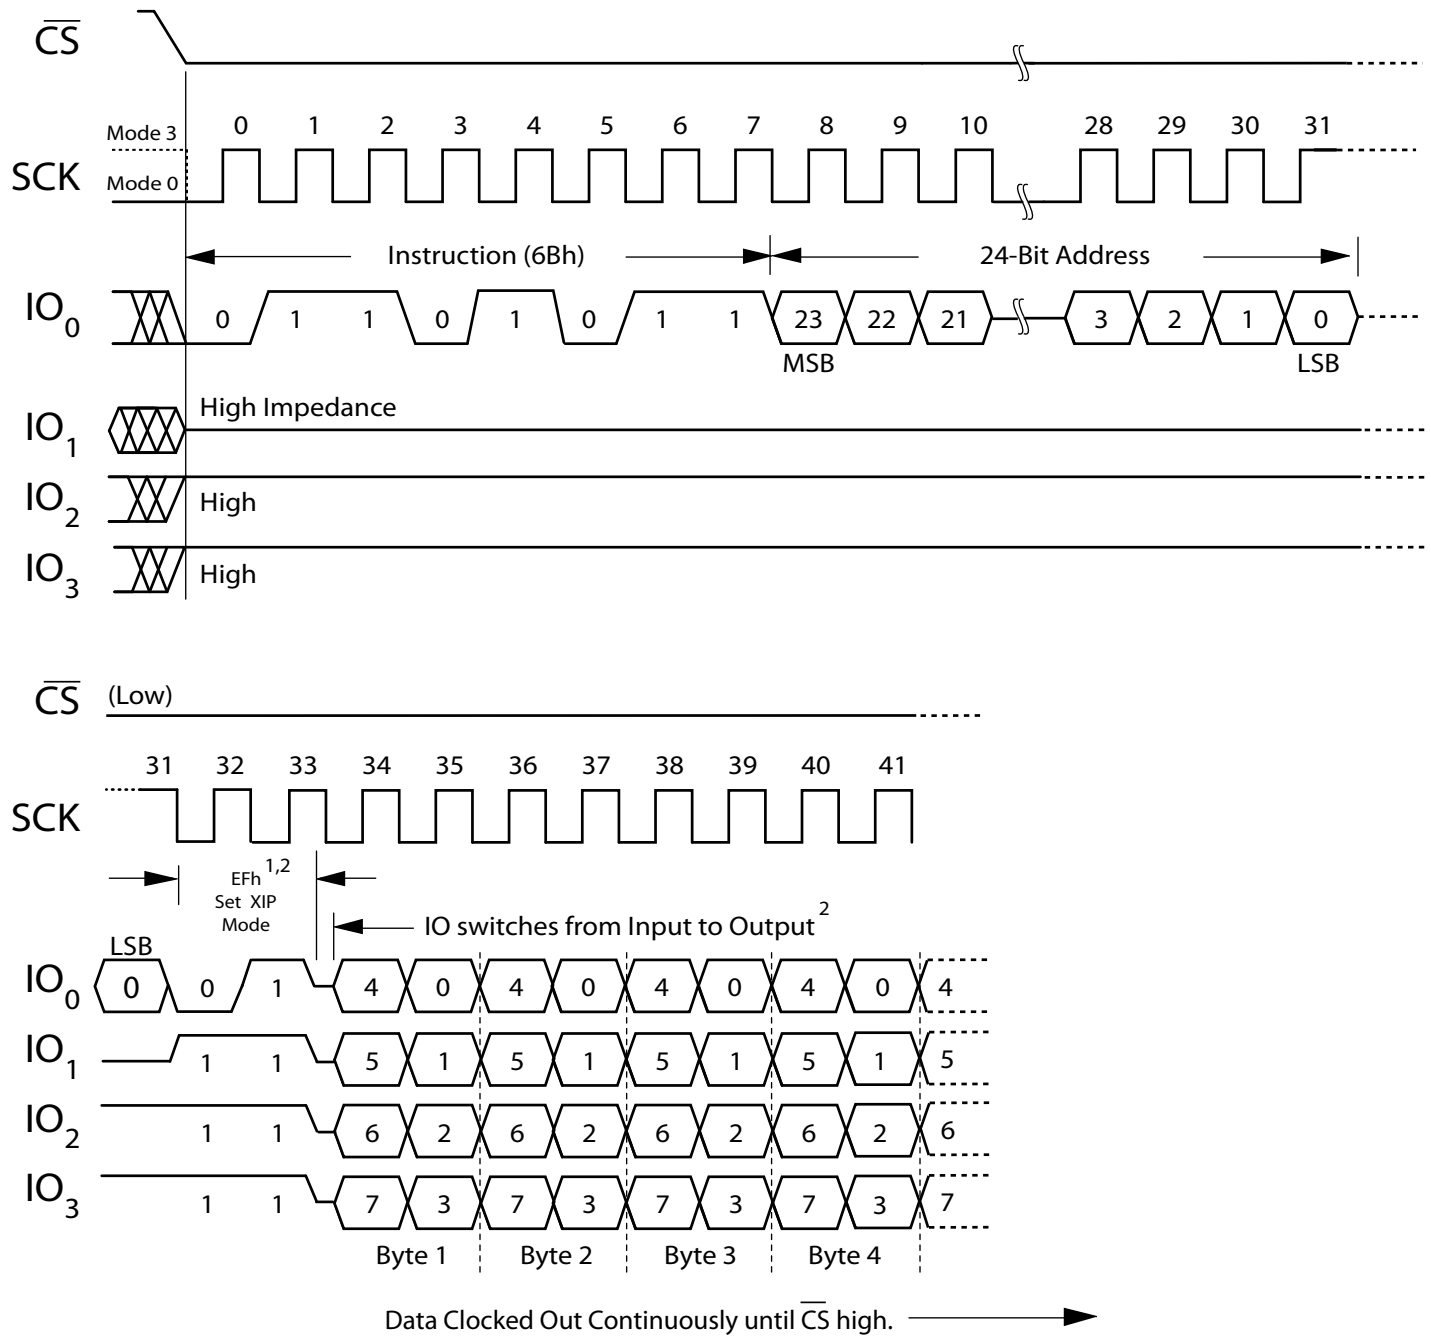 CS
Mode 3 0 1 2 3 4 5 6 7 8 9 10 28 29 30 31
SCK
Mode 0
Instruction (6Bh) 24-Bit Address
IO0 0 1 1 0 1 0 1 1 23 22 21 3 2 1 0
MSB LSB
High Impedance
IO1
IO2 High
IO3 High
CS (Low)
31 32 33 34 35 36 37 38 39 40 41
SCK
EFh 1,2
Set XIP
Mode
IO switches from Input to Output 2
LSB
IO0 0 0 1 4 0 4 0 4 0 4 0 4
IO1 1 1 5 1 5 1 5 1 5 1 5
IO2 1 1 6 2 6 2 6 2 6 2 6
IO3 1 1 7 3 7 3 7 3 7 3 7
Byte 1 Byte 2 Byte 3 Byte 4
Data Clocked Out Continuously until CS high.